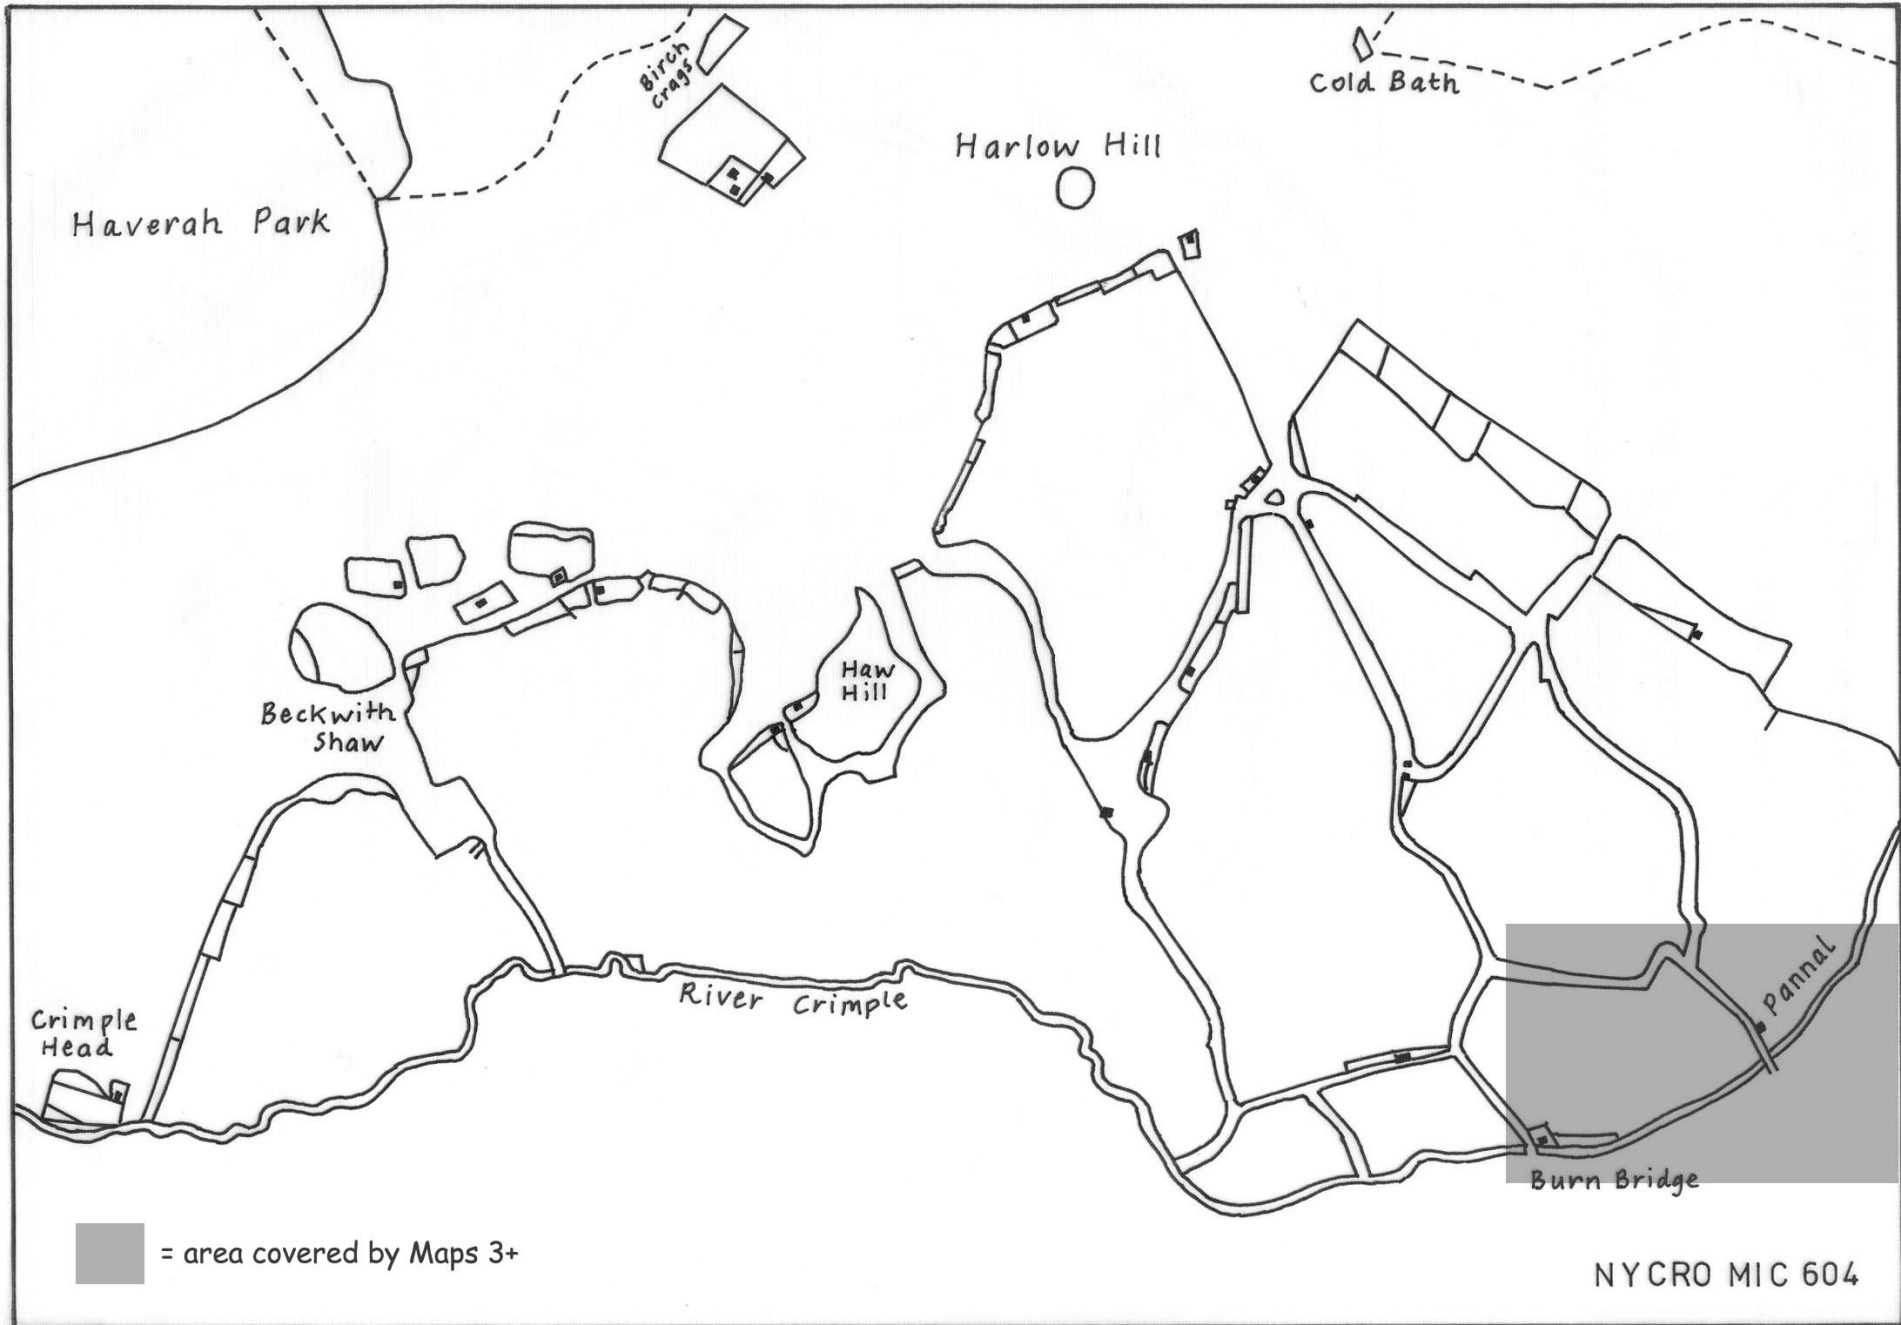 Birch
Crags
Cold Bath
Harlow Hill
Haverah Park
Haw
Hill
Beckwith
Shaw
Pannal
River Crimple
Crimple
Head
Burn Bridge
= area covered by Maps 3+
NYCRO MIC 604